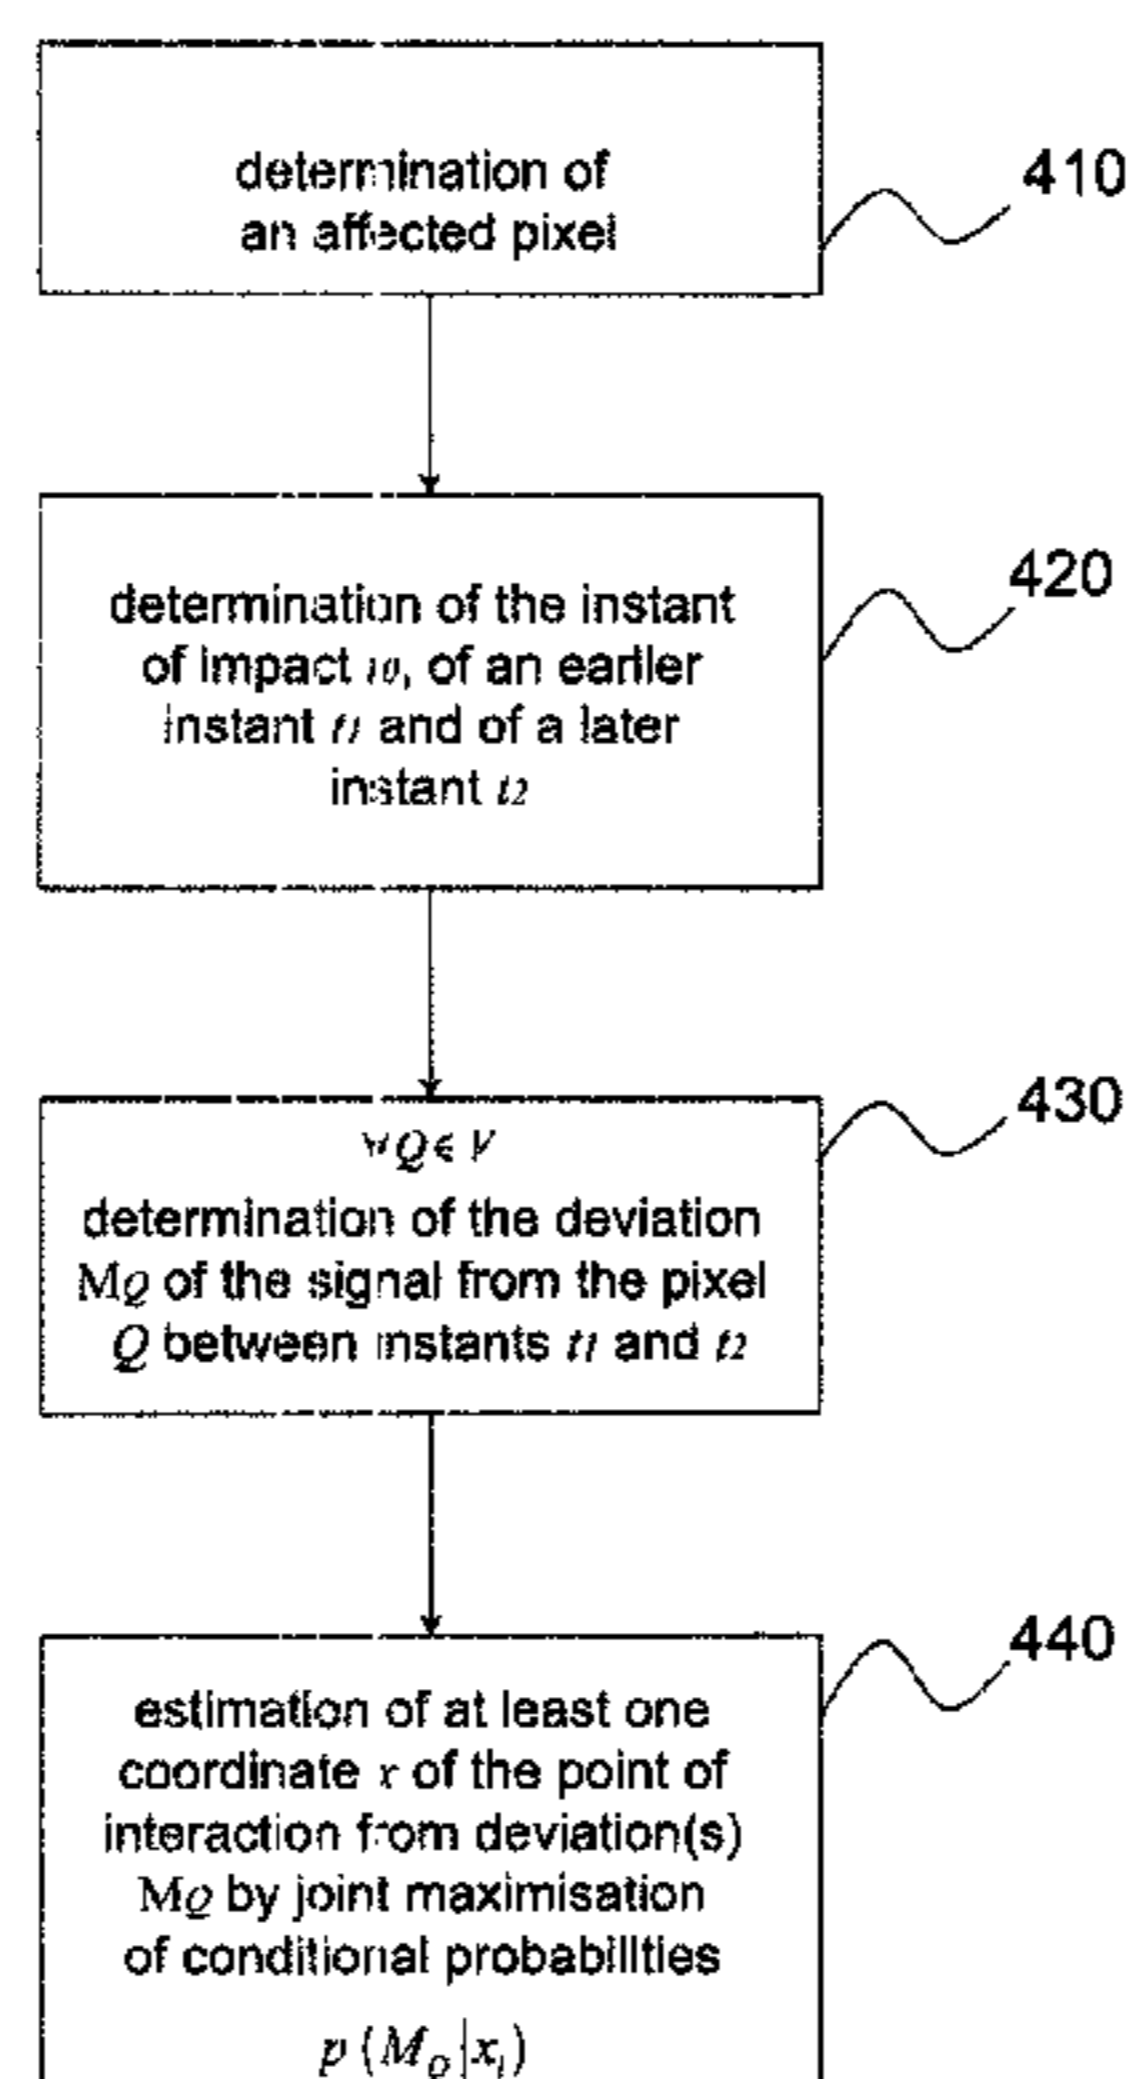 determination of
an affected pixel
410
determination of the instant
of impact t0, of an earlier
instant t1 and of a later
instant t2
420
∀Q∈V
determination of the deviation
MQ of the signal from the pixel
Q between instants t1 and t2
430
estimation of at least one
coordinate x of the point of
interaction from deviation(s)
MQ by joint maximisation
of conditional probabilities
p (MQ|xi)
440